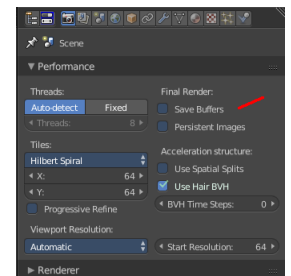 Scene
Performance
Threads:
Auto-detect Fixed
Threads: 8
Tiles:
Hilbert Spiral
X: 64
Y: 64
Progressive Refine
Viewport Resolution:
Automatic
Final Render:
Save Buffers
Persistent Images
Acceleration structure:
Use Spatial Splits
Use Hair BVH
BVH Time Steps: 0
Start Resolution: 64
Renderer